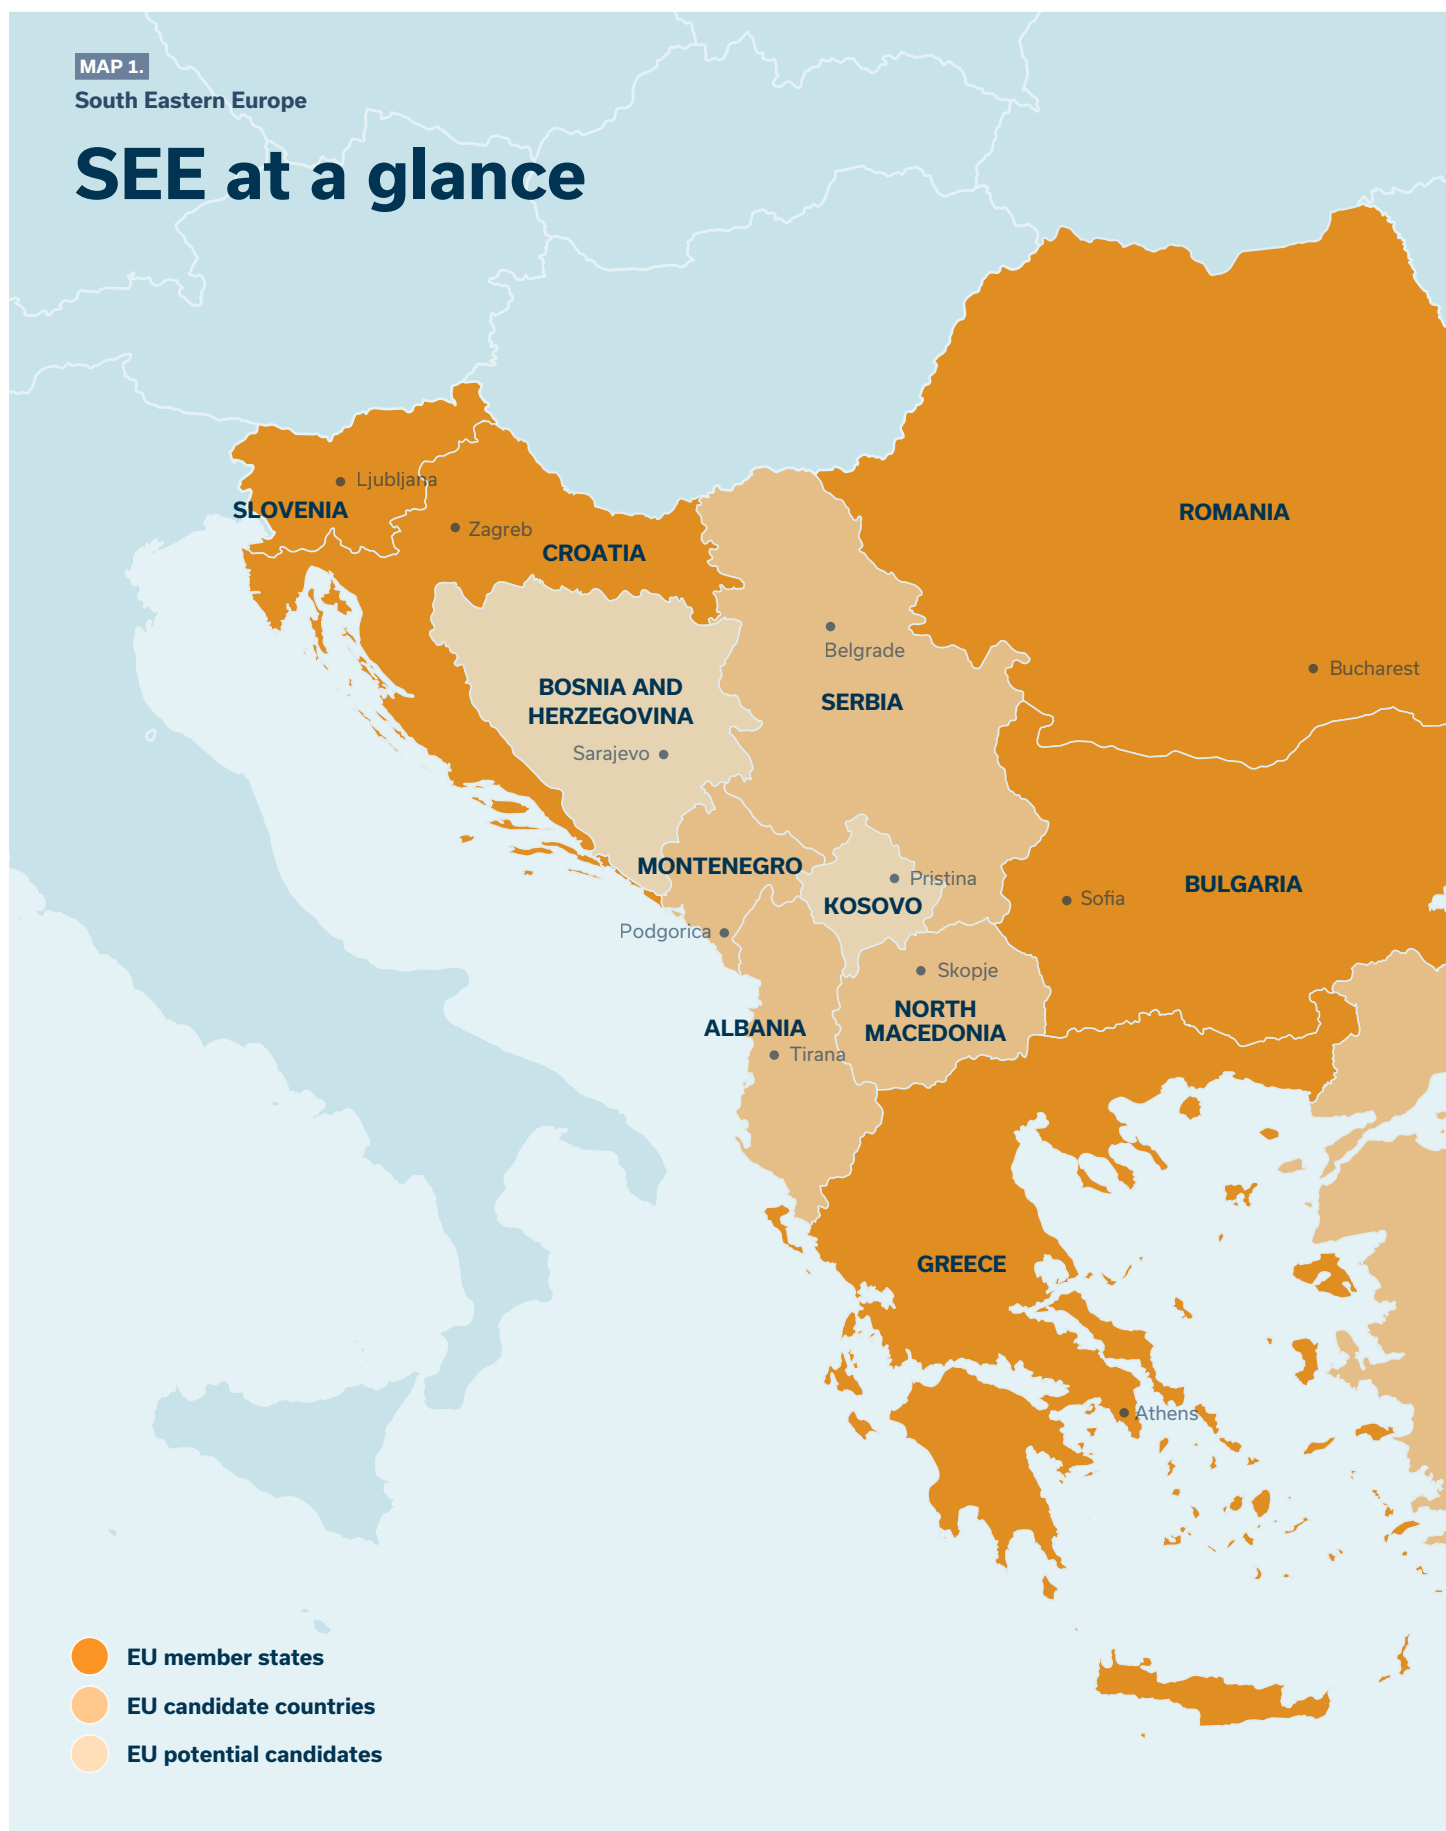 MAP 1.
South Eastern Europe
SEE at a glance
Ljubljana
SLOVENIA
Zagreb
CROATIA
ROMANIA
Belgrade
Bucharest
BOSNIA AND
HERZEGOVINA
SERBIA
Sarajevo
MONTENEGRO
Pristina
KOSOVO
BULGARIA
Sofia
Podgorica
Skopje
NORTH
MACEDONIA
ALBANIA
Tirana
GREECE
Athens
EU member states
EU candidate countries
EU potential candidates